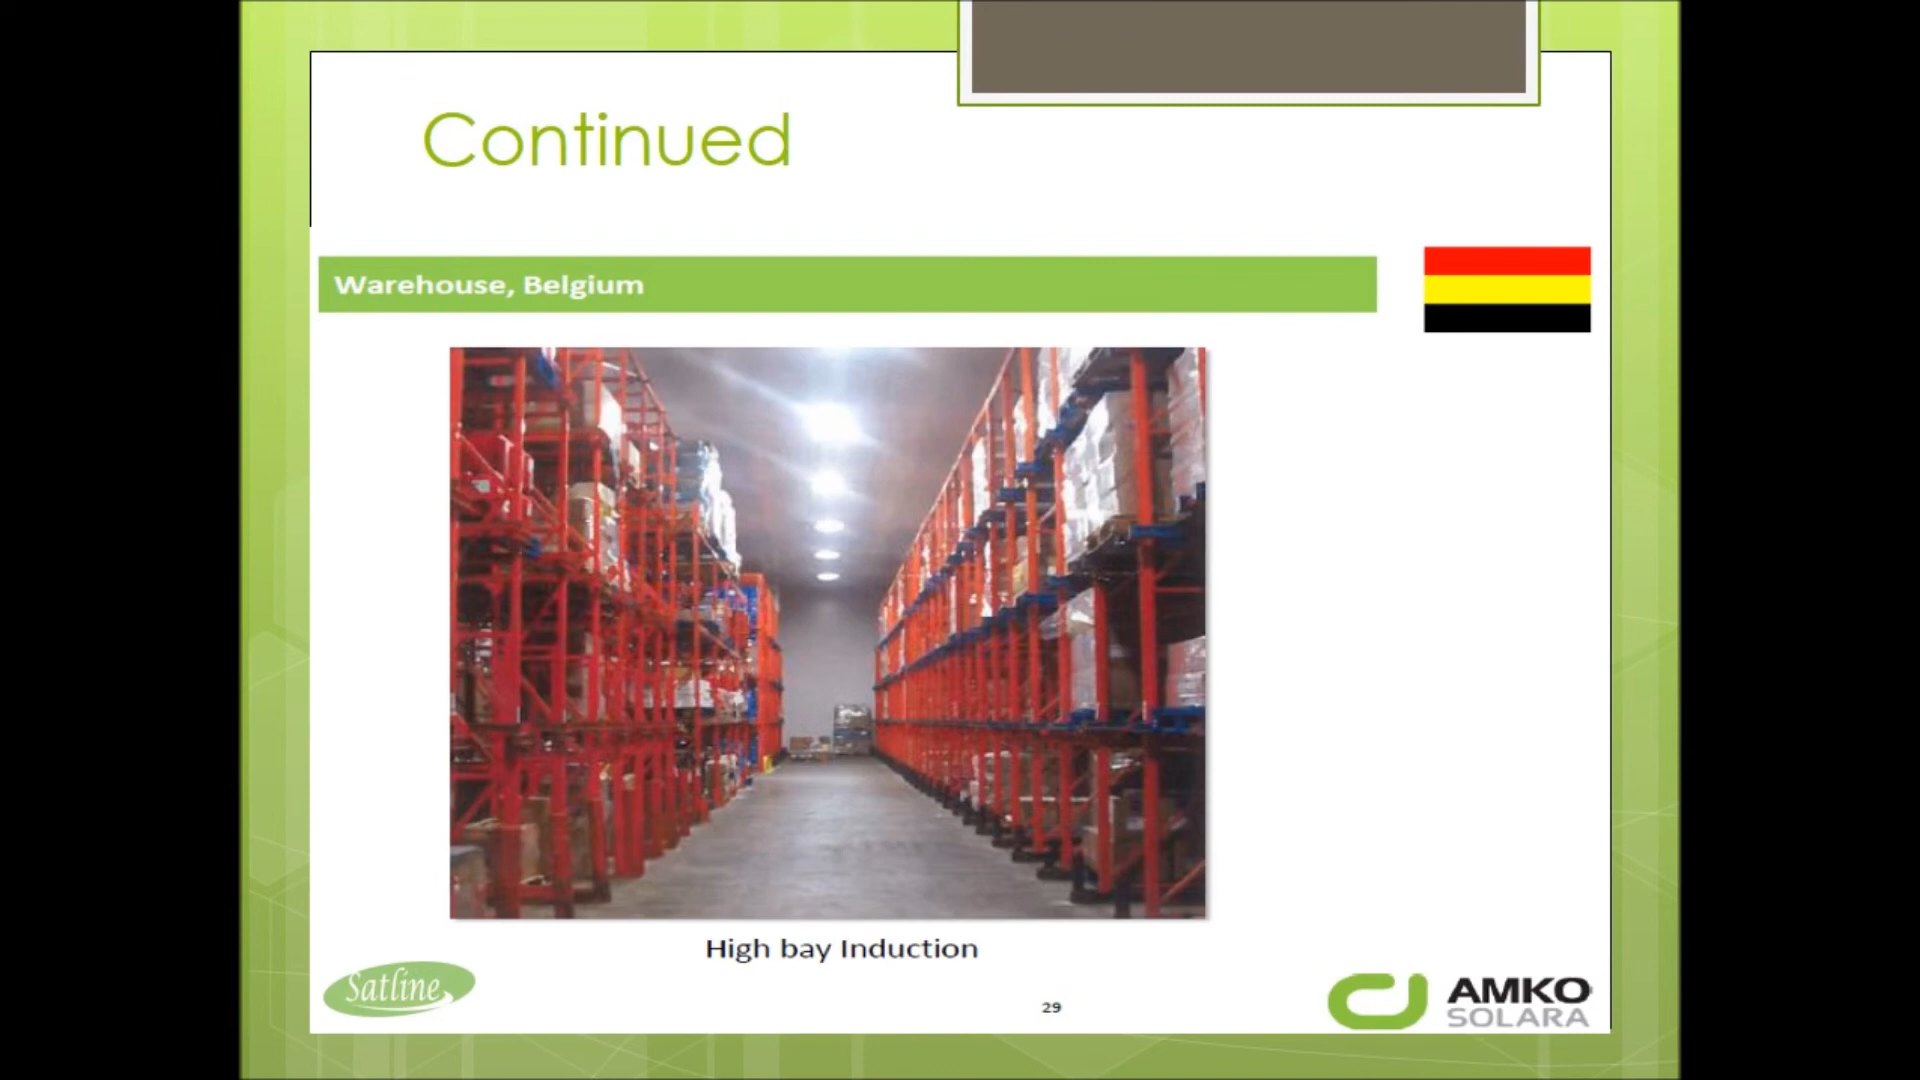 Continued
Warehouse, Belgium
High bay Induction
Satline
29
AMKO
SOLARA